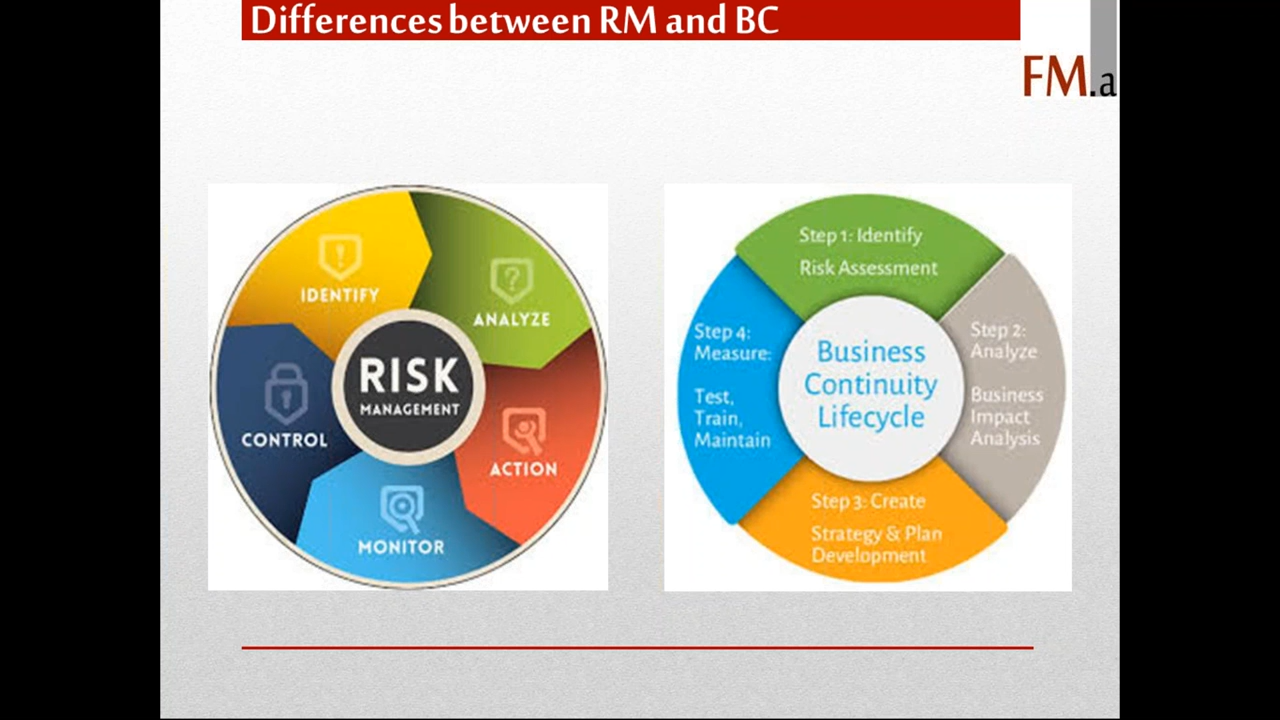 Differences between RM and BC
FM.a
IDENTIFY
ANALYZE
ACTION
MONITOR
CONTROL
RISK
MANAGEMENT
Step 1: Identify
Risk Assessment
Step 2:
Analyze
Business
Impact
Analysis
Step 3: Create
Strategy & Plan
Development
Step 4:
Measure:
Test,
Train,
Maintain
Business
Continuity
Lifecycle